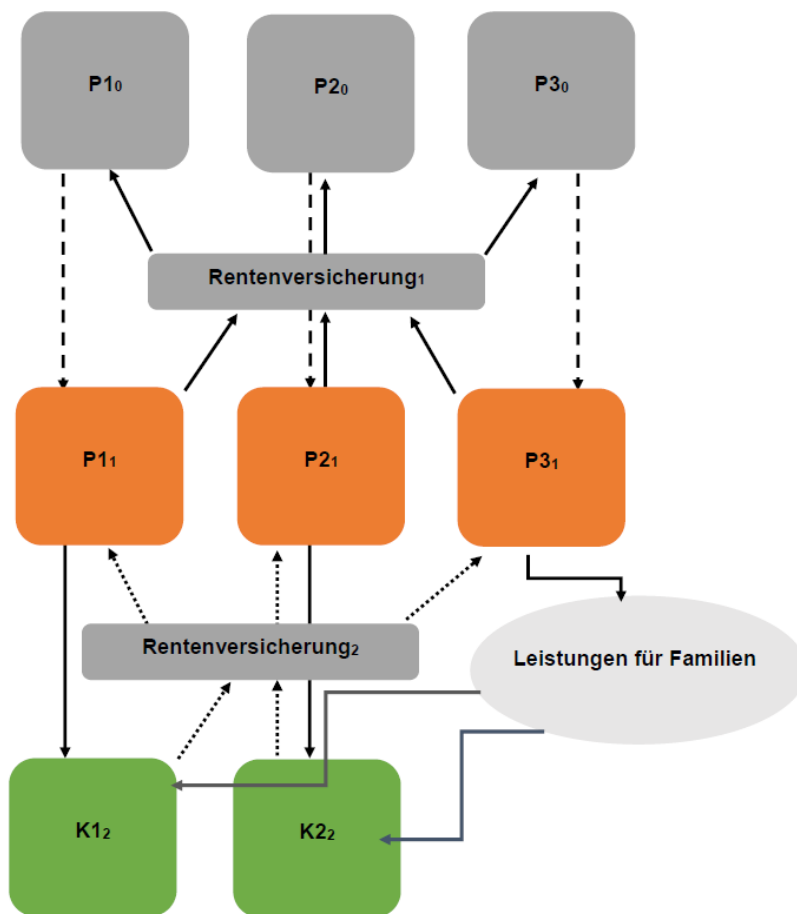 P1₀
P2₀
P3₀
Rentenversicherung₁
P1₁
P2₁
P3₁
Rentenversicherung₂
Leistungen für Familien
K1₂
K2₂